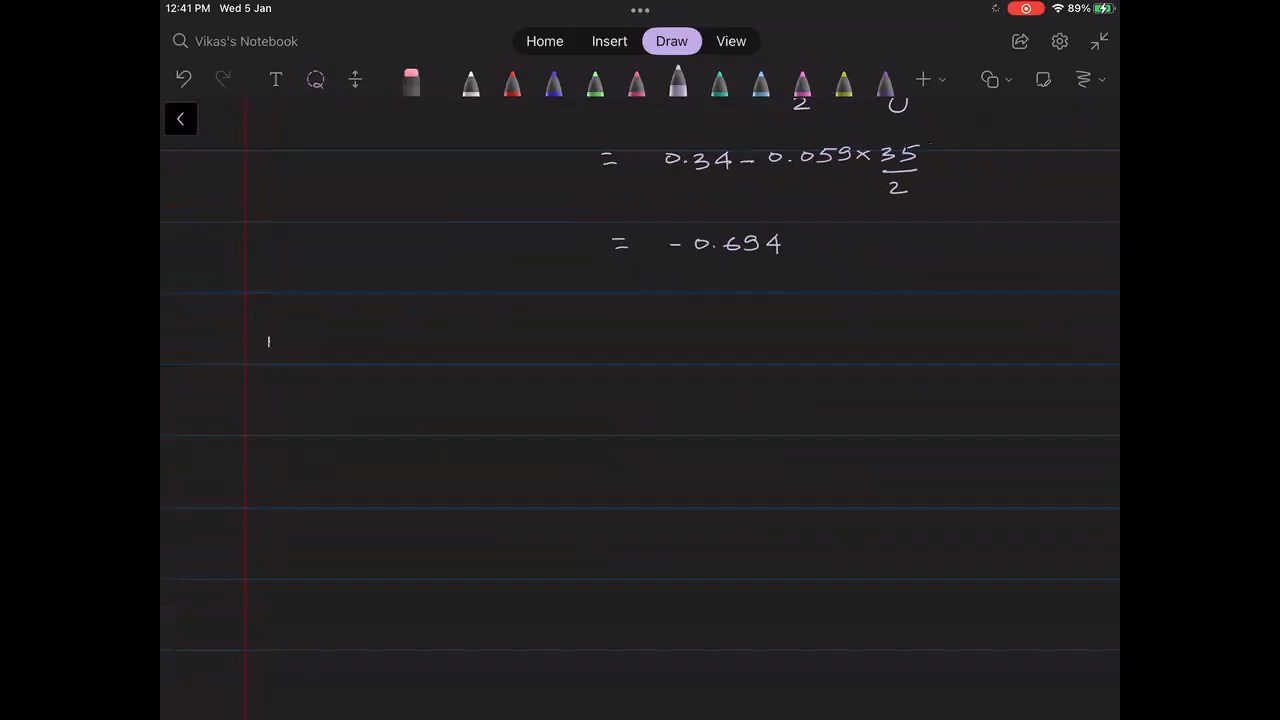 12:41 PM Wed 5 Jan 89%
Vikas's Notebook Home Insert Draw View
T
2
= 0.34 - 0.059 × 35
2
= - 0.694